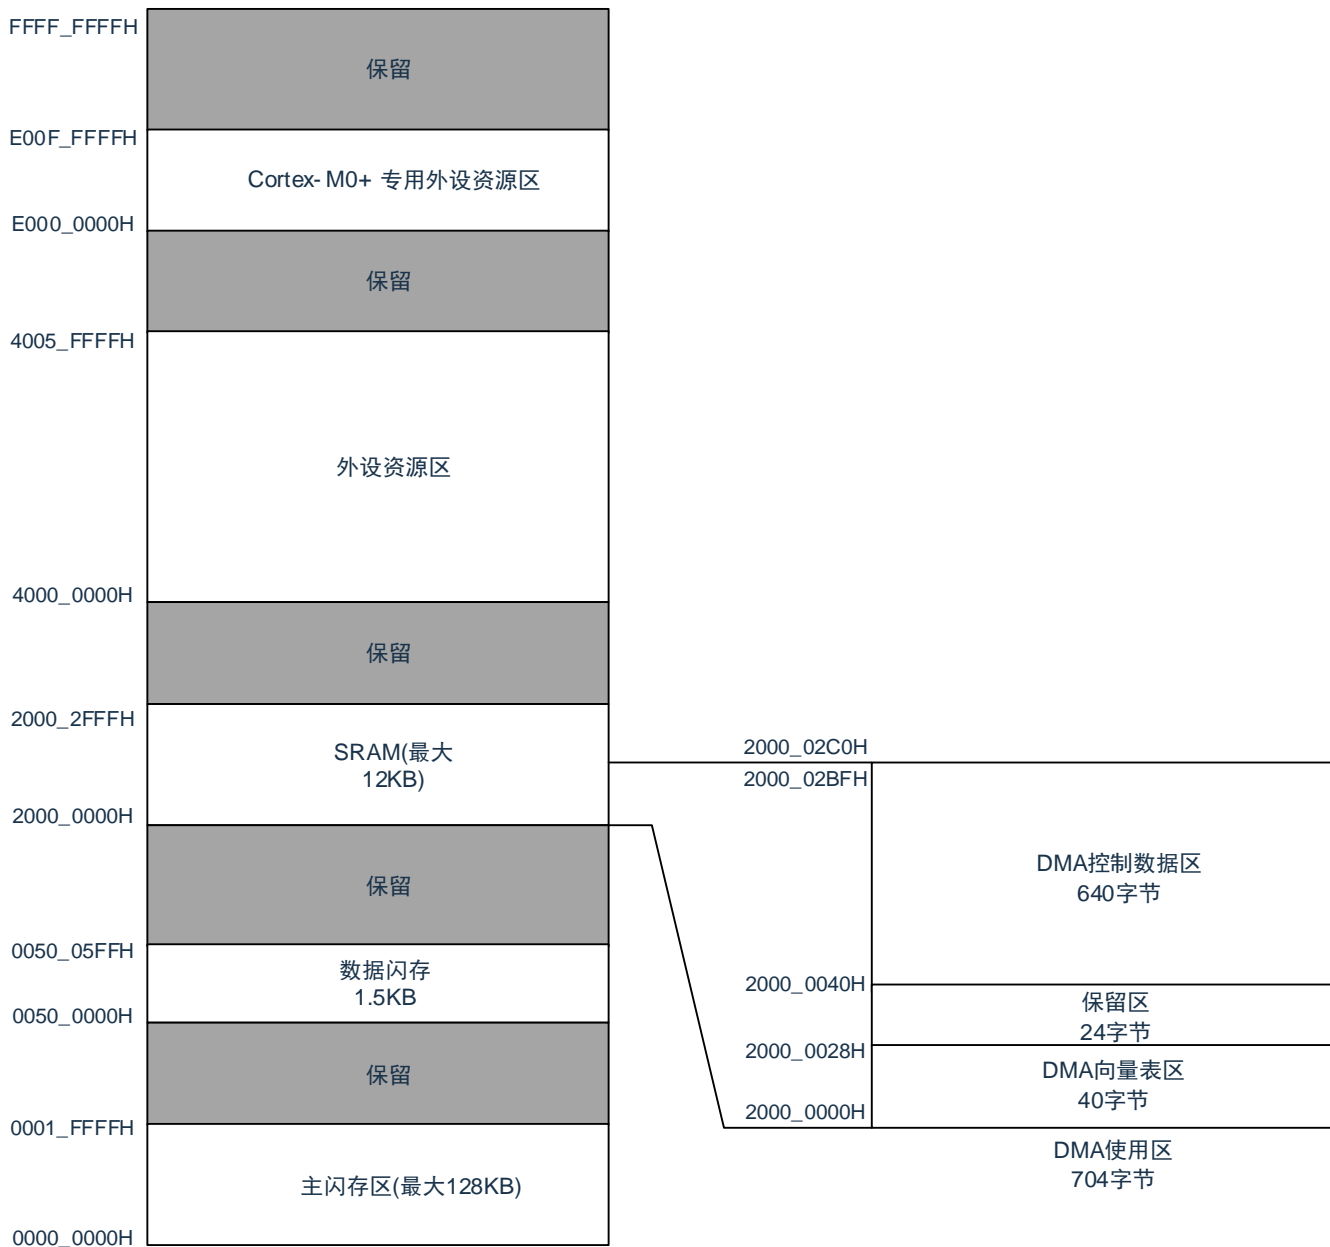 FFFF_FFFFH
保留
E00F_FFFFH
Cortex- M0+ 专用外设资源区
E000_0000H
保留
4005_FFFFH
外设资源区
4000_0000H
保留
2000_2FFFH
SRAM(最大
12KB)
2000_0000H
保留
0050_05FFH
数据闪存
1.5KB
0050_0000H
保留
0001_FFFFH
主闪存区(最大128KB)
0000_0000H
2000_02C0H
2000_02BFH
DMA控制数据区
640字节
2000_0040H
保留区
24字节
2000_0028H
DMA向量表区
40字节
2000_0000H
DMA使用区
704字节